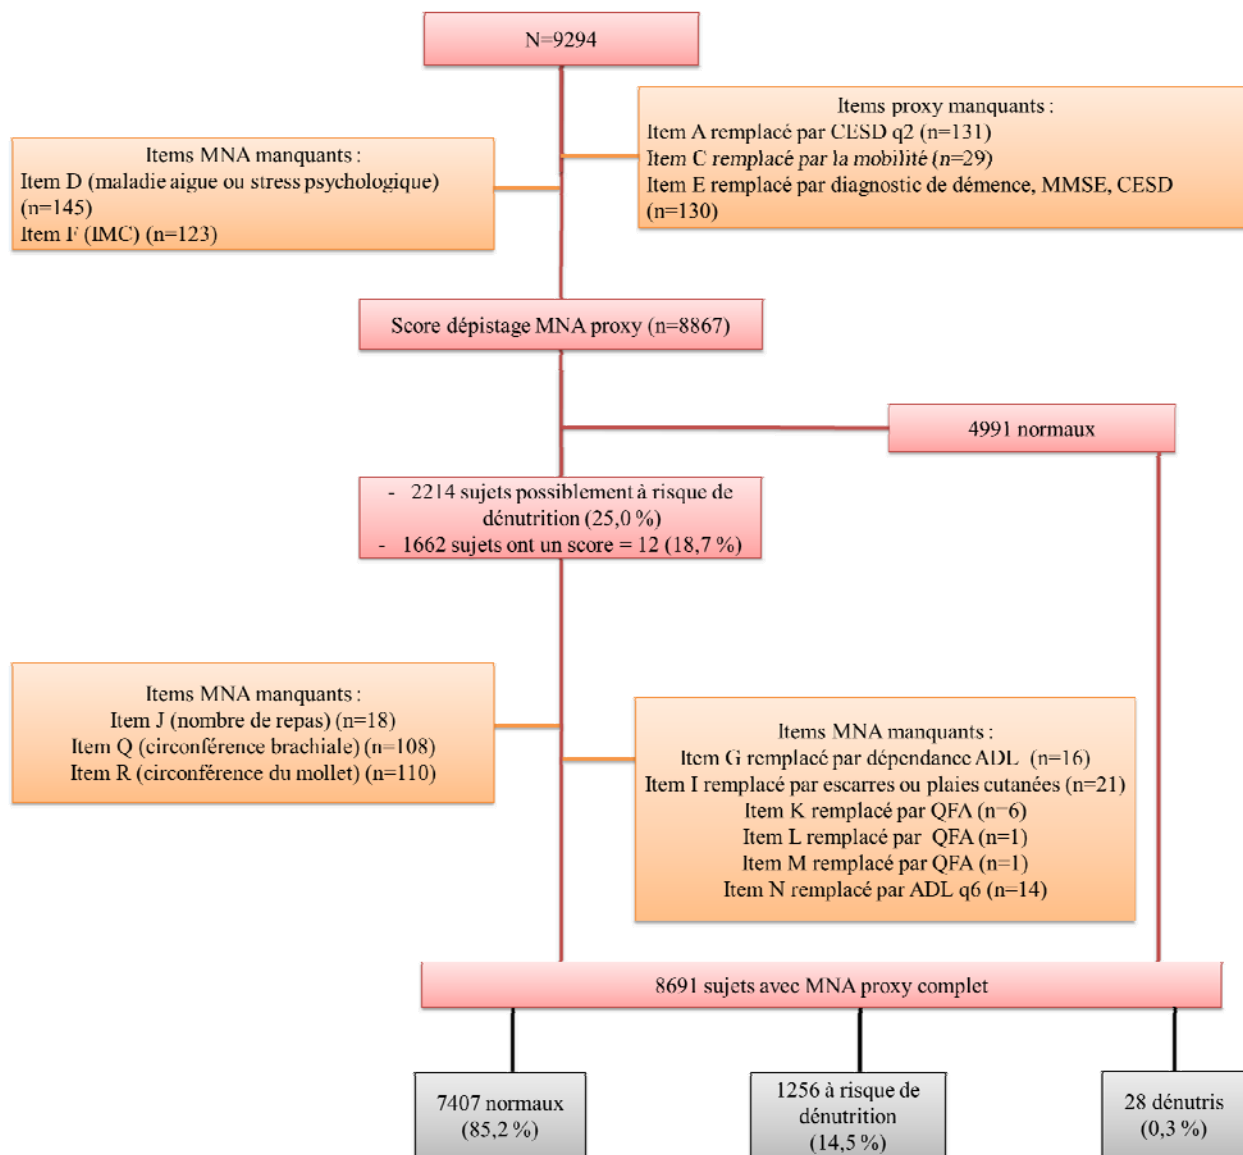 N=9294
Items proxy manquants :
Item A remplacé par CESD q2 (n=131)
Item C remplacé par la mobilité (n=29)
Item E remplacé par diagnostic de démence, MMSE, CESD
(n=130)
Items MNA manquants :
Item D (maladie aigue ou stress psychologique)
(n=145)
Item F (IMC) (n=123)
Score dépistage MNA proxy (n=8867)
4991 normaux
- 2214 sujets possiblement à risque de
dénutrition (25,0 %)
- 1662 sujets ont un score = 12 (18,7 %)
Items MNA manquants :
Item J (nombre de repas) (n=18)
Item Q (circonférence brachiale) (n=108)
Item R (circonférence du mollet) (n=110)
Items MNA manquants :
Item G remplacé par dépendance ADL (n=16)
Item I remplacé par escarres ou plaies cutanées (n=21)
Item K remplacé par QFA (n=6)
Item L remplacé par QFA (n=1)
Item M remplacé par QFA (n=1)
Item N remplacé par ADL q6 (n=14)
8691 sujets avec MNA proxy complet
7407 normaux
(85,2 %)
1256 à risque de
dénutrition
(14,5 %)
28 dénutris
(0,3 %)